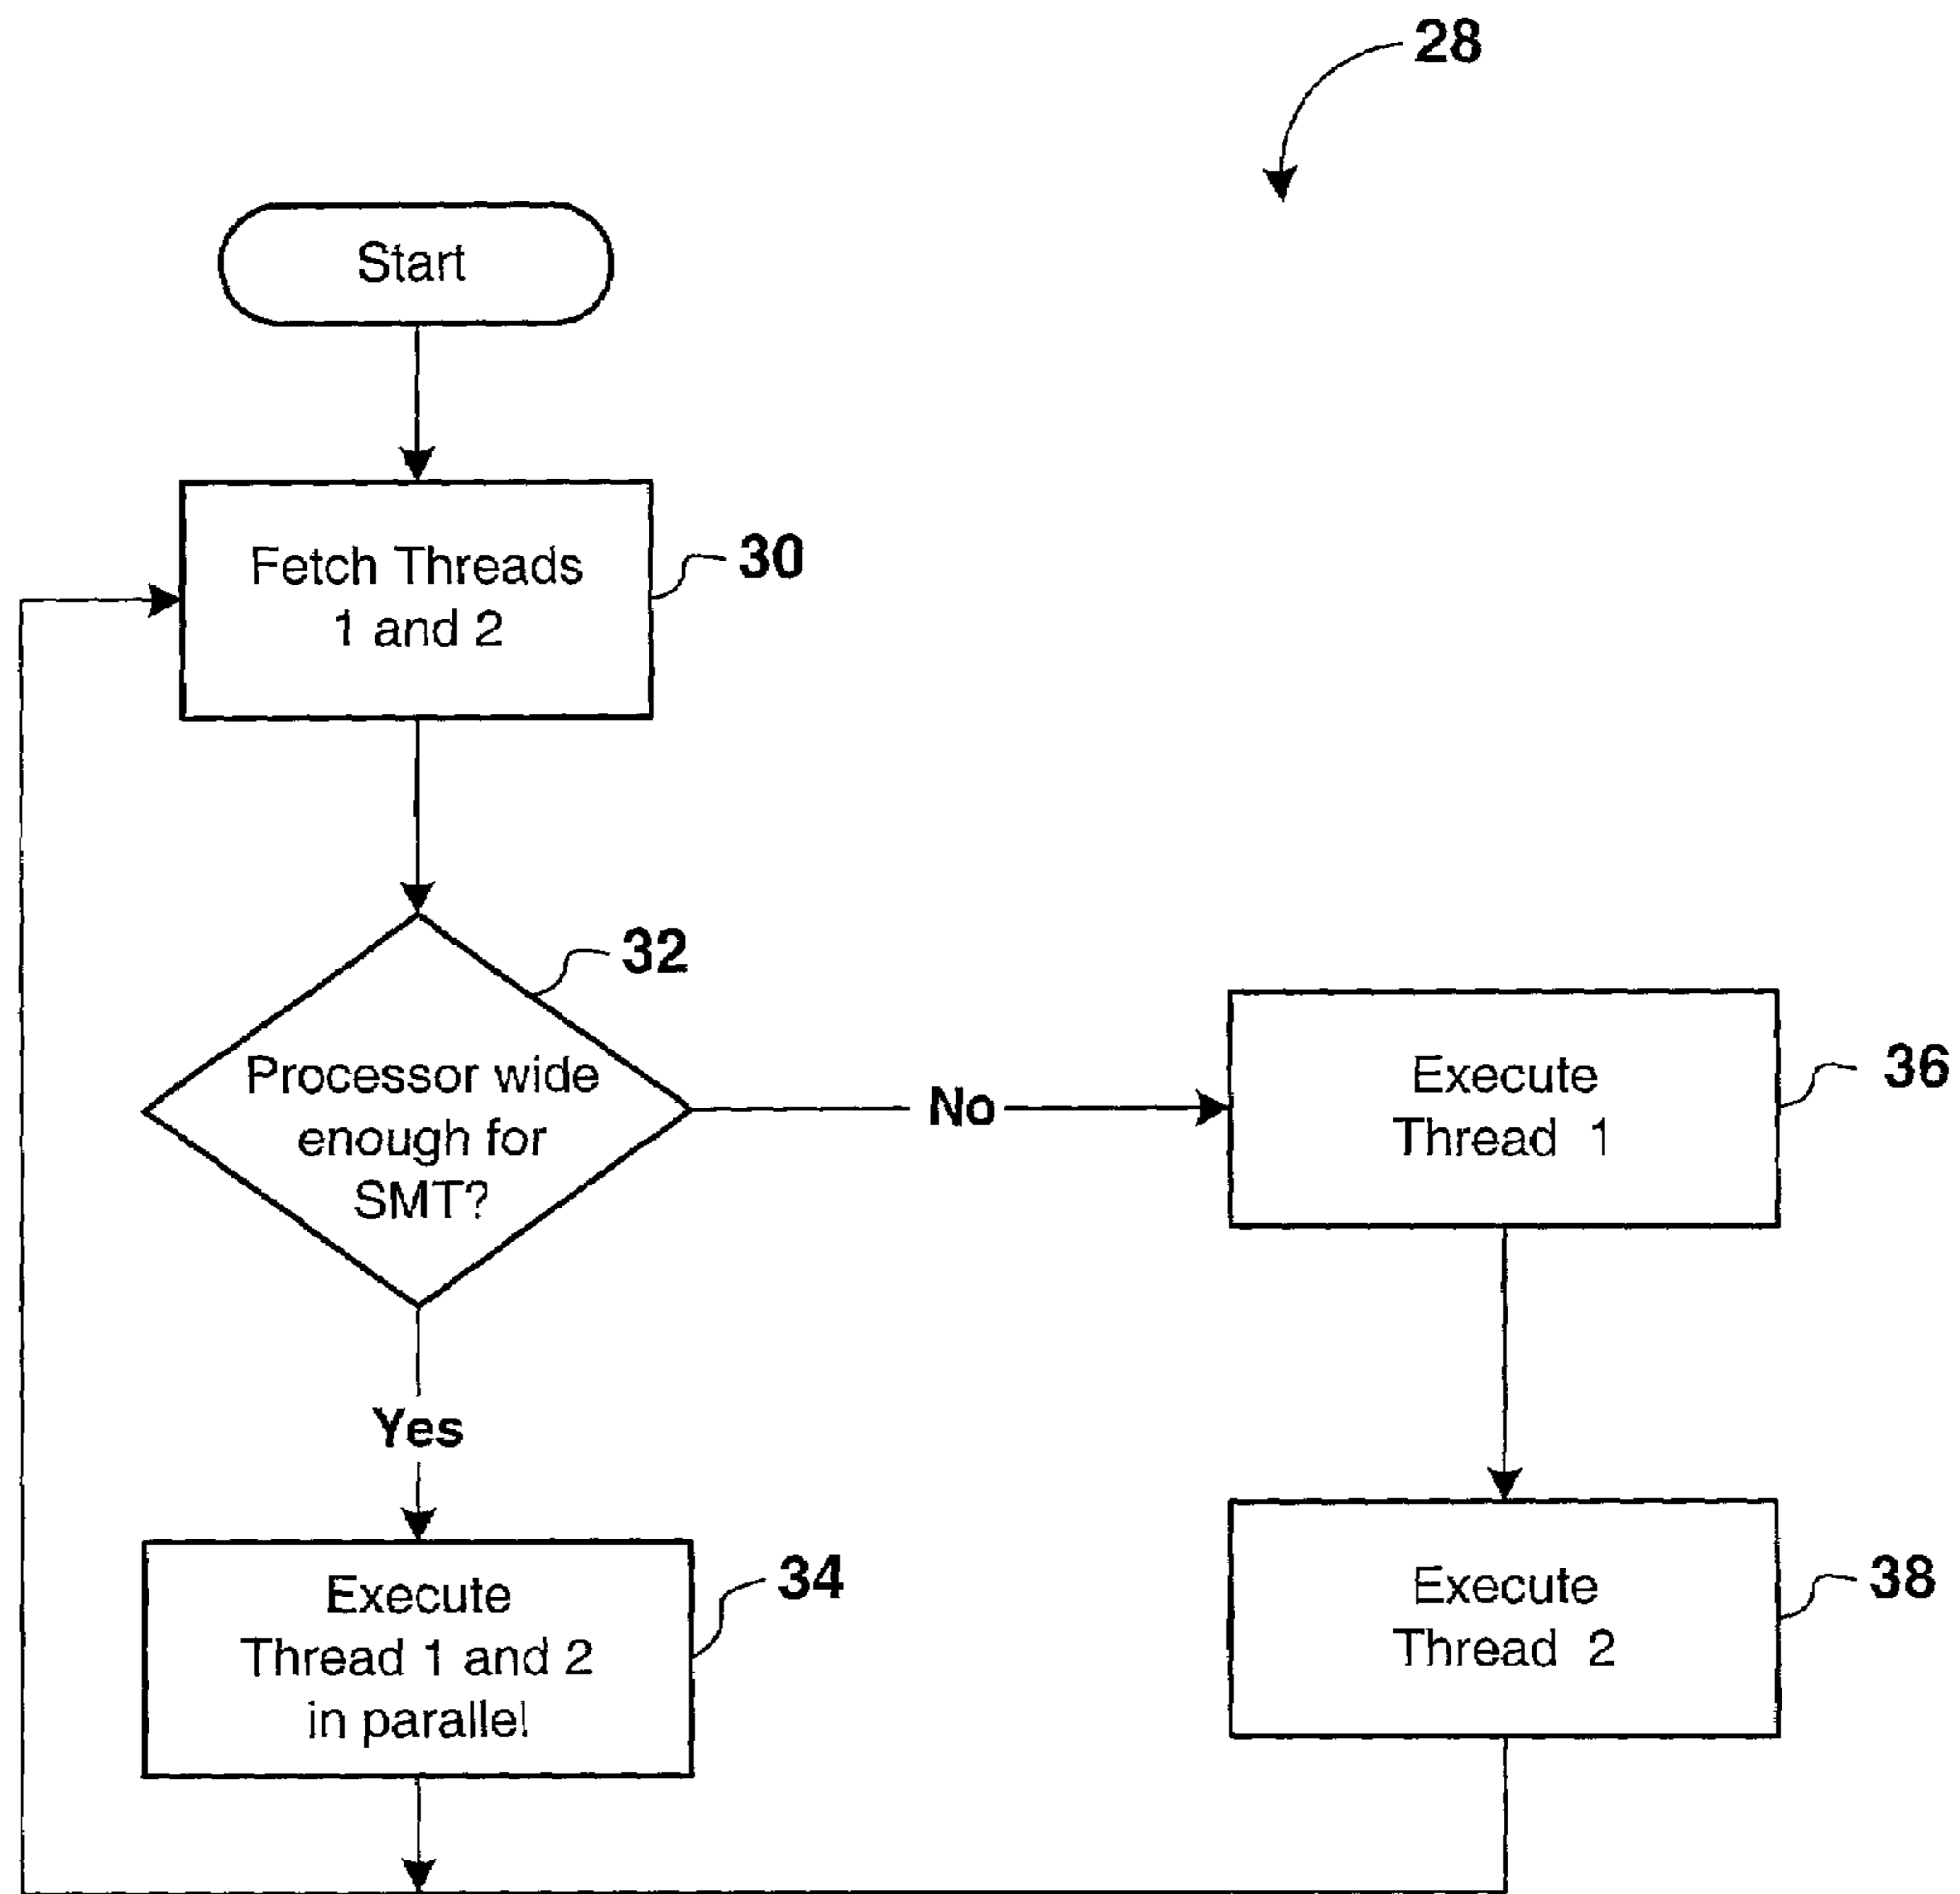 28
Start
Fetch Threads
1 and 2
30
Processor wide
enough for
SMT?
32
No
Execute
Thread 1
36
Yes
Execute
Thread 1 and 2
in parallel
34
Execute
Thread 2
38